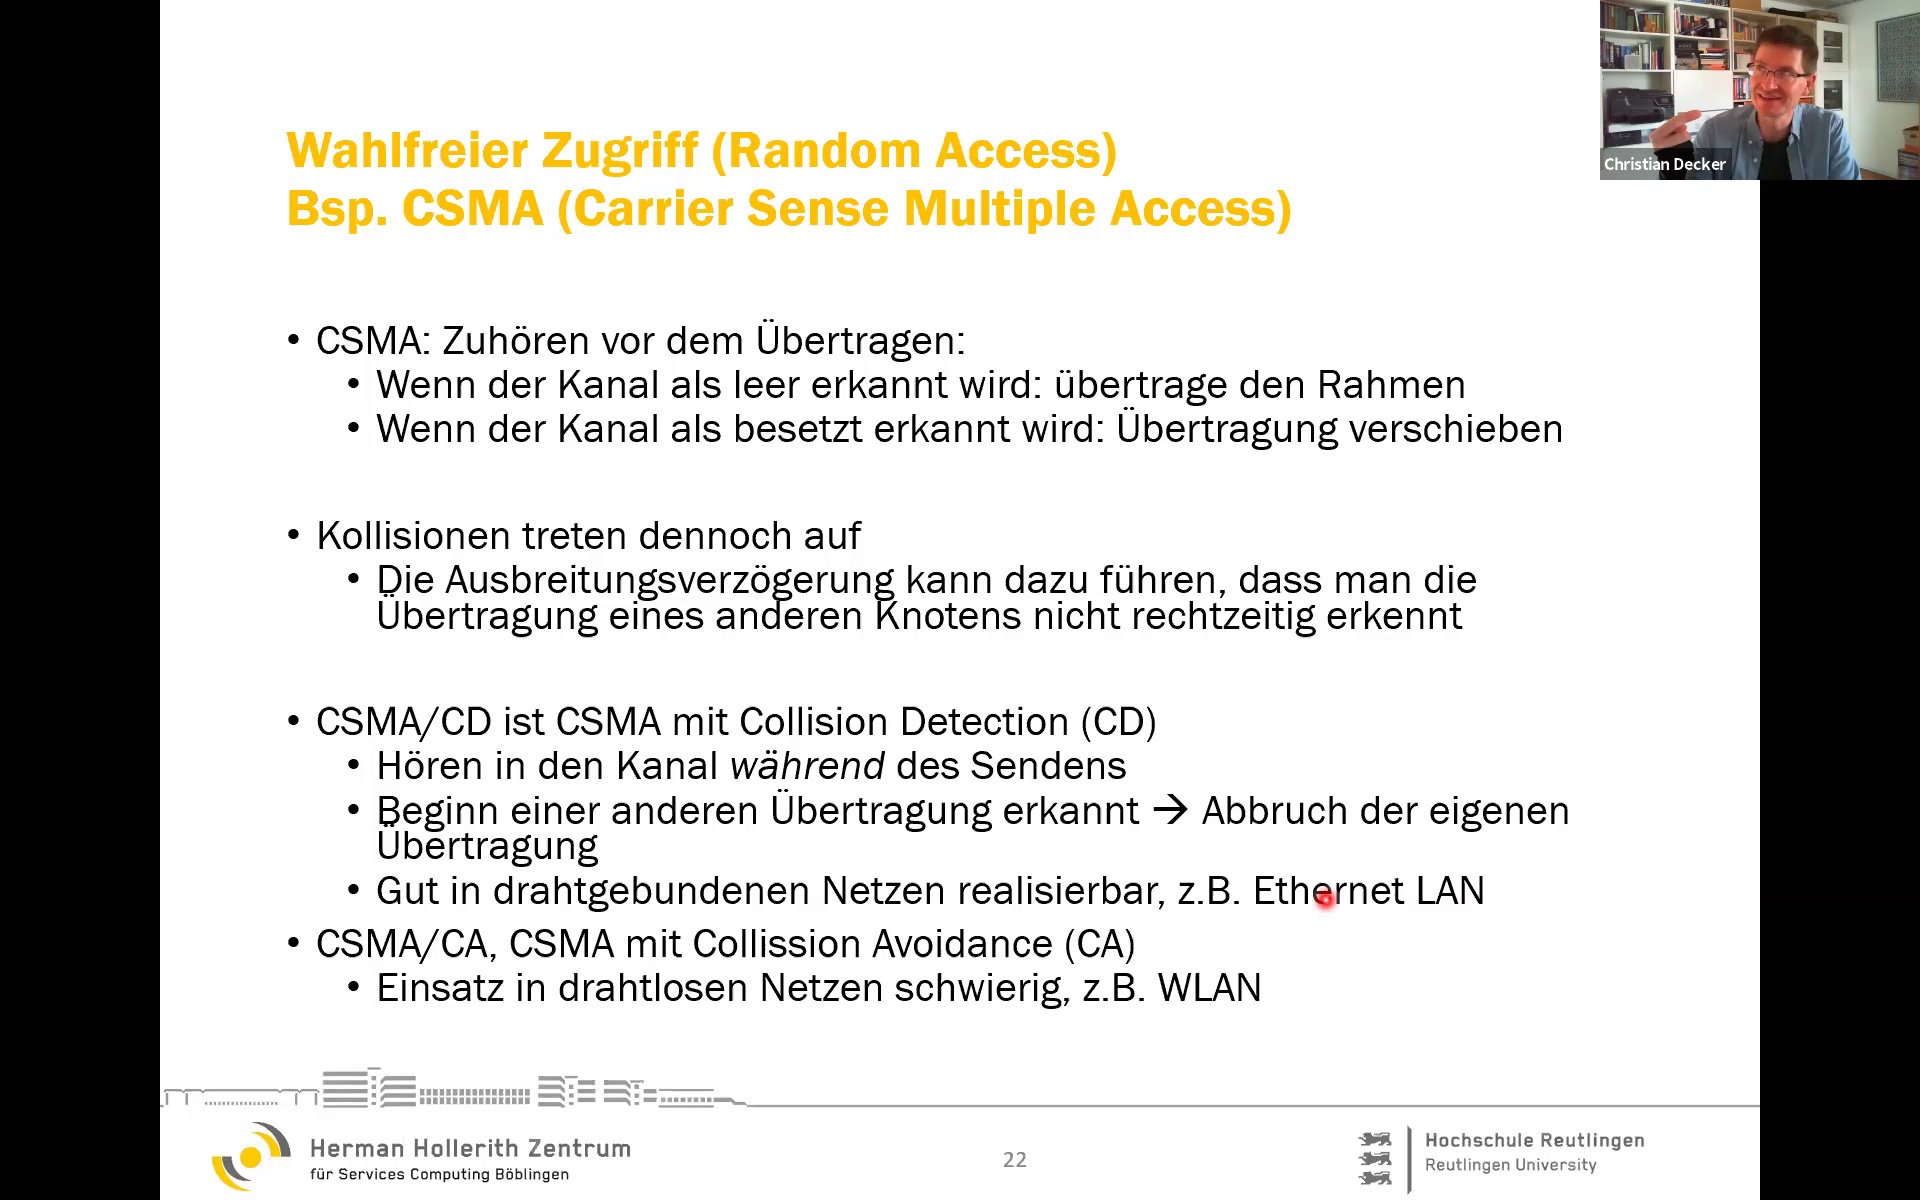 Wahlfreier Zugriff (Random Access)
Bsp. CSMA (Carrier Sense Multiple Access)
Christian Decker
• CSMA: Zuhören vor dem Übertragen:
• Wenn der Kanal als leer erkannt wird: übertrage den Rahmen
• Wenn der Kanal als besetzt erkannt wird: Übertragung verschieben
• Kollisionen treten dennoch auf
• Die Ausbreitungsverzögerung kann dazu führen, dass man die
Übertragung eines anderen Knotens nicht rechtzeitig erkennt
• CSMA/CD ist CSMA mit Collision Detection (CD)
• Hören in den Kanal während des Sendens
• Beginn einer anderen Übertragung erkannt → Abbruch der eigenen
Übertragung
• Gut in drahtgebundenen Netzen realisierbar, z.B. Ethernet LAN
• CSMA/CA, CSMA mit Collission Avoidance (CA)
• Einsatz in drahtlosen Netzen schwierig, z.B. WLAN
Herman Hollerith Zentrum
für Services Computing Böblingen
22
Hochschule Reutlingen
Reutlingen University